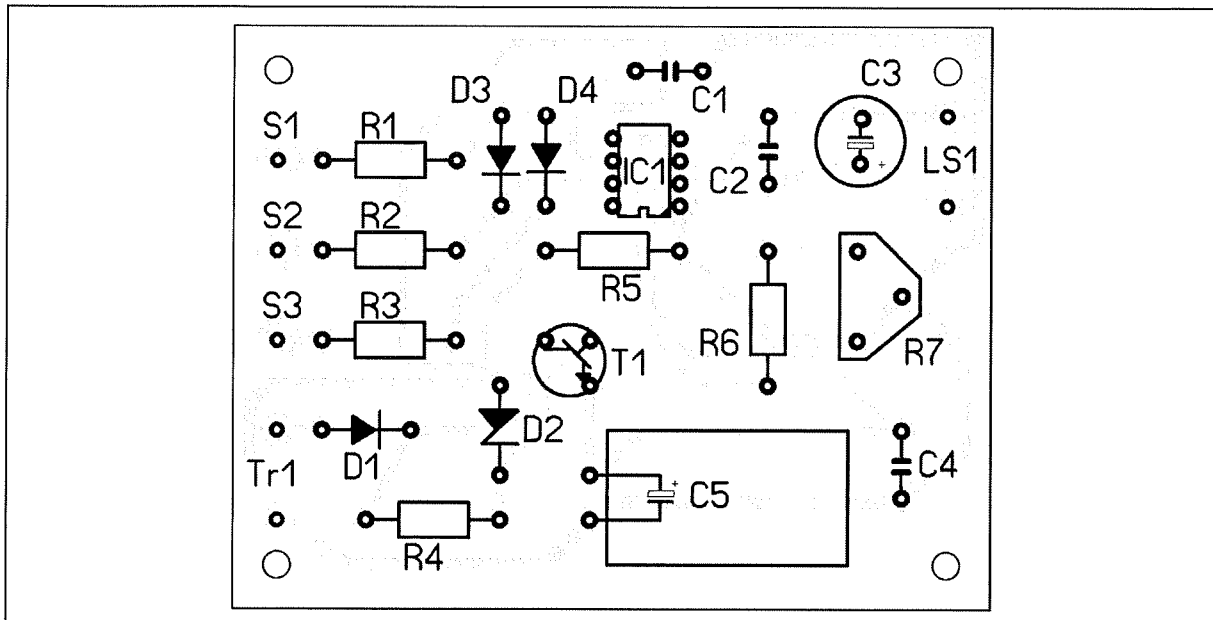 D3
D4
C1
C3
S1
R1
IC1
C2
LS1
S2
R2
R5
S3
R3
T1
R6
R7
D1
D2
Tr1
C5
C4
R4
+
+